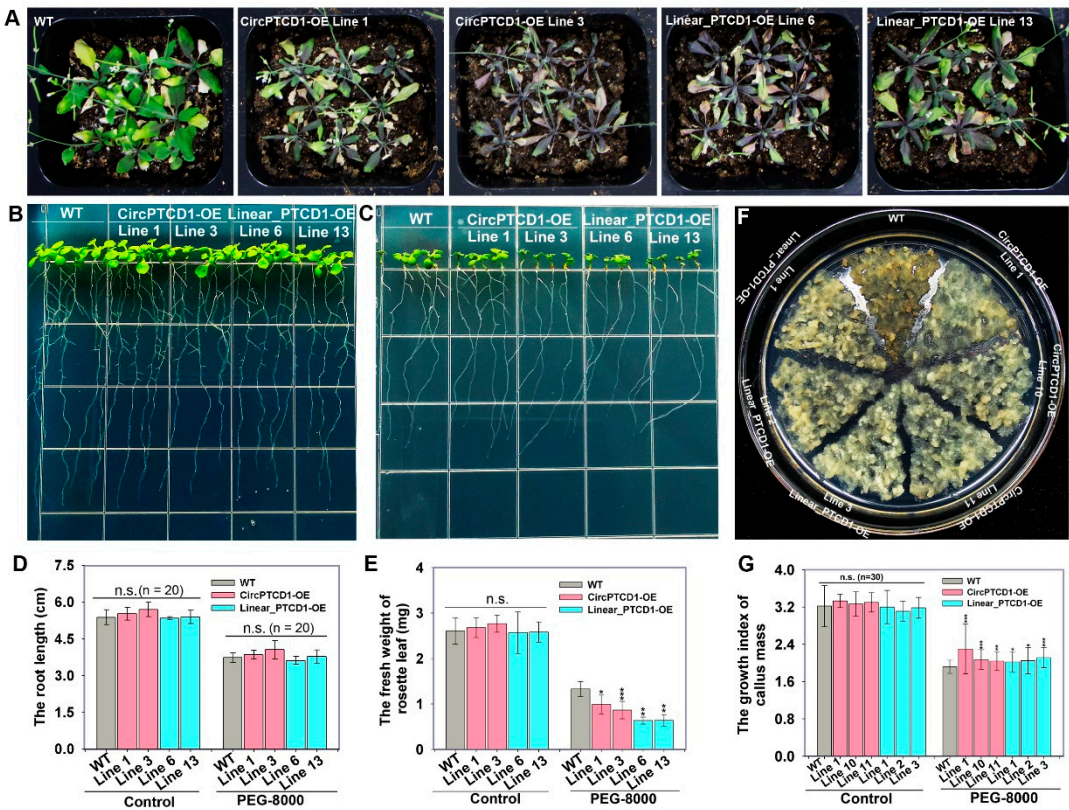 A
WT
CircPTCD1-OE Line 1
CircPTCD1-OE Line 3
Linear_PTCD1-OE Line 6
Linear_PTCD1-OE Line 13
B
WT
CircPTCD1-OE
Linear_PTCD1-OE
Line 1
Line 3
Line 6
Line 13
C
WT
CircPTCD1-OE
Linear_PTCD1-OE
Line 1
Line 3
Line 6
Line 13
F
WT
CircPTCD1-OE
Line 1
CircPTCD1-OE
Line 10
CircPTCD1-OE
Line 11
Linear_PTCD1-OE
Line 3
Linear_PTCD1-OE
Line 2
Linear_PTCD1-OE
Line 1
D
The root length (cm)
7.5
6.0
4.5
3.0
1.5
0.0
n.s.(n = 20)
WT
CircPTCD1-OE
Linear_PTCD1-OE
n.s. (n = 20)
WT
Line 1
Line 3
Line 6
Line 13
WT
Line 1
Line 3
Line 6
Line 13
Control
PEG-8000
E
The fresh weight of
rosette leaf (mg)
4
3
2
1
0
n.s.
WT
CircPTCD1-OE
Linear_PTCD1-OE
*
***
**
**
WT
Line 1
Line 3
Line 6
Line 13
WT
Line 1
Line 3
Line 6
Line 13
Control
PEG-8000
G
The growth index of
callus mass
4.0
3.2
2.4
1.6
0.8
0.0
n.s. (n=30)
WT
CircPTCD1-OE
Linear_PTCD1-OE
WT
Line 1
Line 10
Line 11
Line 1
Line 2
Line 3
WT
Line 1
Line 10
Line 11
Line 1
Line 2
Line 3
Control
PEG-8000